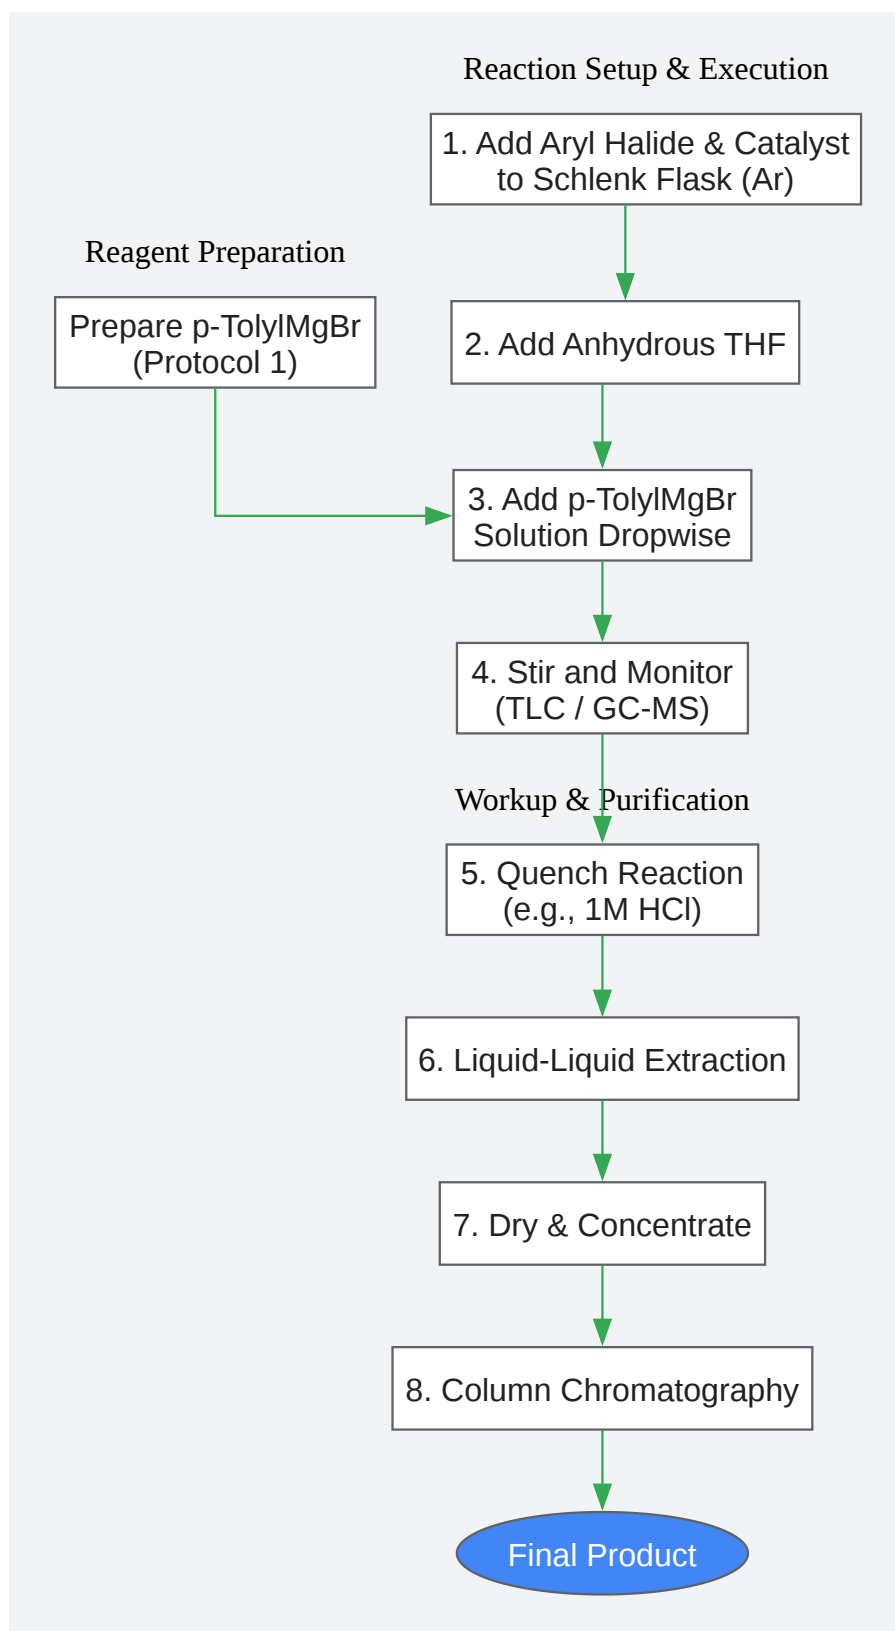 Reaction Setup & Execution
1. Add Aryl Halide & Catalyst
to Schlenk Flask (Ar)
Reagent Preparation
Prepare p-TolylMgBr
(Protocol 1)
2. Add Anhydrous THF
3. Add p-TolylMgBr
Solution Dropwise
4. Stir and Monitor
(TLC / GC-MS)
Workup & Purification
5. Quench Reaction
(e.g., 1M HCl)
6. Liquid-Liquid Extraction
7. Dry & Concentrate
8. Column Chromatography
Final Product